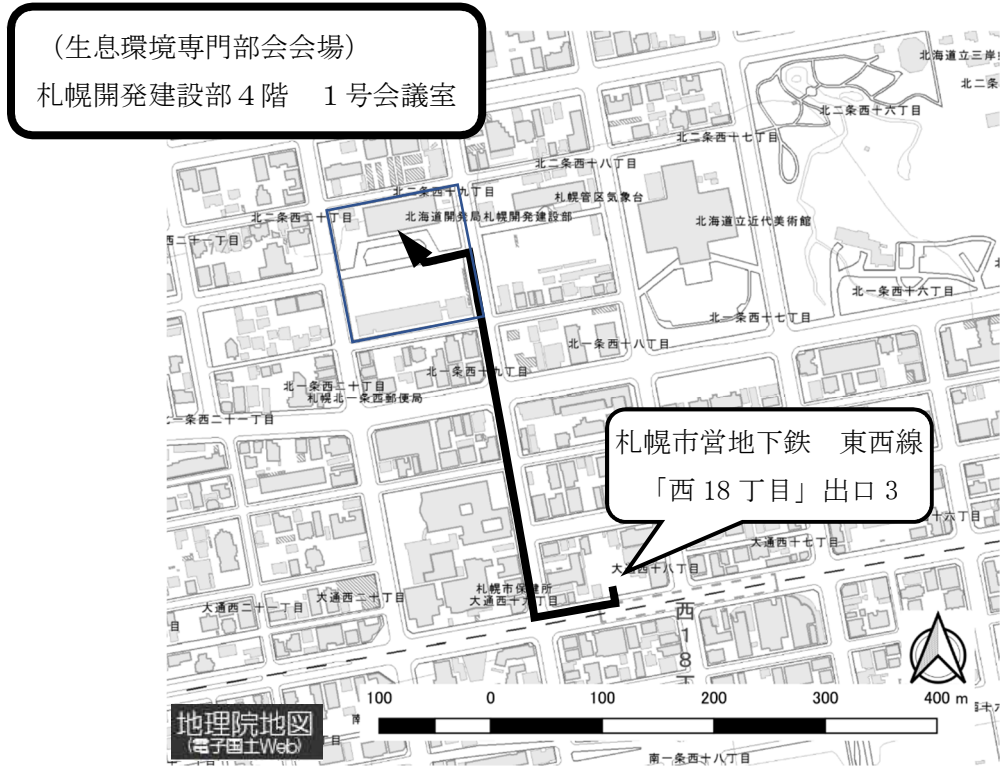 （生息環境専門部会会場）
札幌開発建設部４階　１号会議室
北海道立三岸
北二条
北二条西十六丁目
北二条西十七丁目
北二条西十八丁目
北二条西十九丁目
札幌管区気象台
北二条西二十丁目
北海道開発局札幌開発建設部
北海道立近代美術館
西二十一丁目
北一条西十六丁目
北一条西十七丁目
北一条西十八丁目
北一条西十九丁目
北一条西二十丁目
札幌北一条西郵便局
一条西二十一丁目
札幌市営地下鉄　東西線
「西 18 丁目」出口 3
十六丁目
大通西十七丁目
大通西十八丁目
札幌市保健所
大通西十九丁目
大通西二十丁目
大通西二十一丁目
目
西18丁
100 0 100 200 300 400 m
地理院地図
(電子国土Web)
丁目
南一条西十八丁目